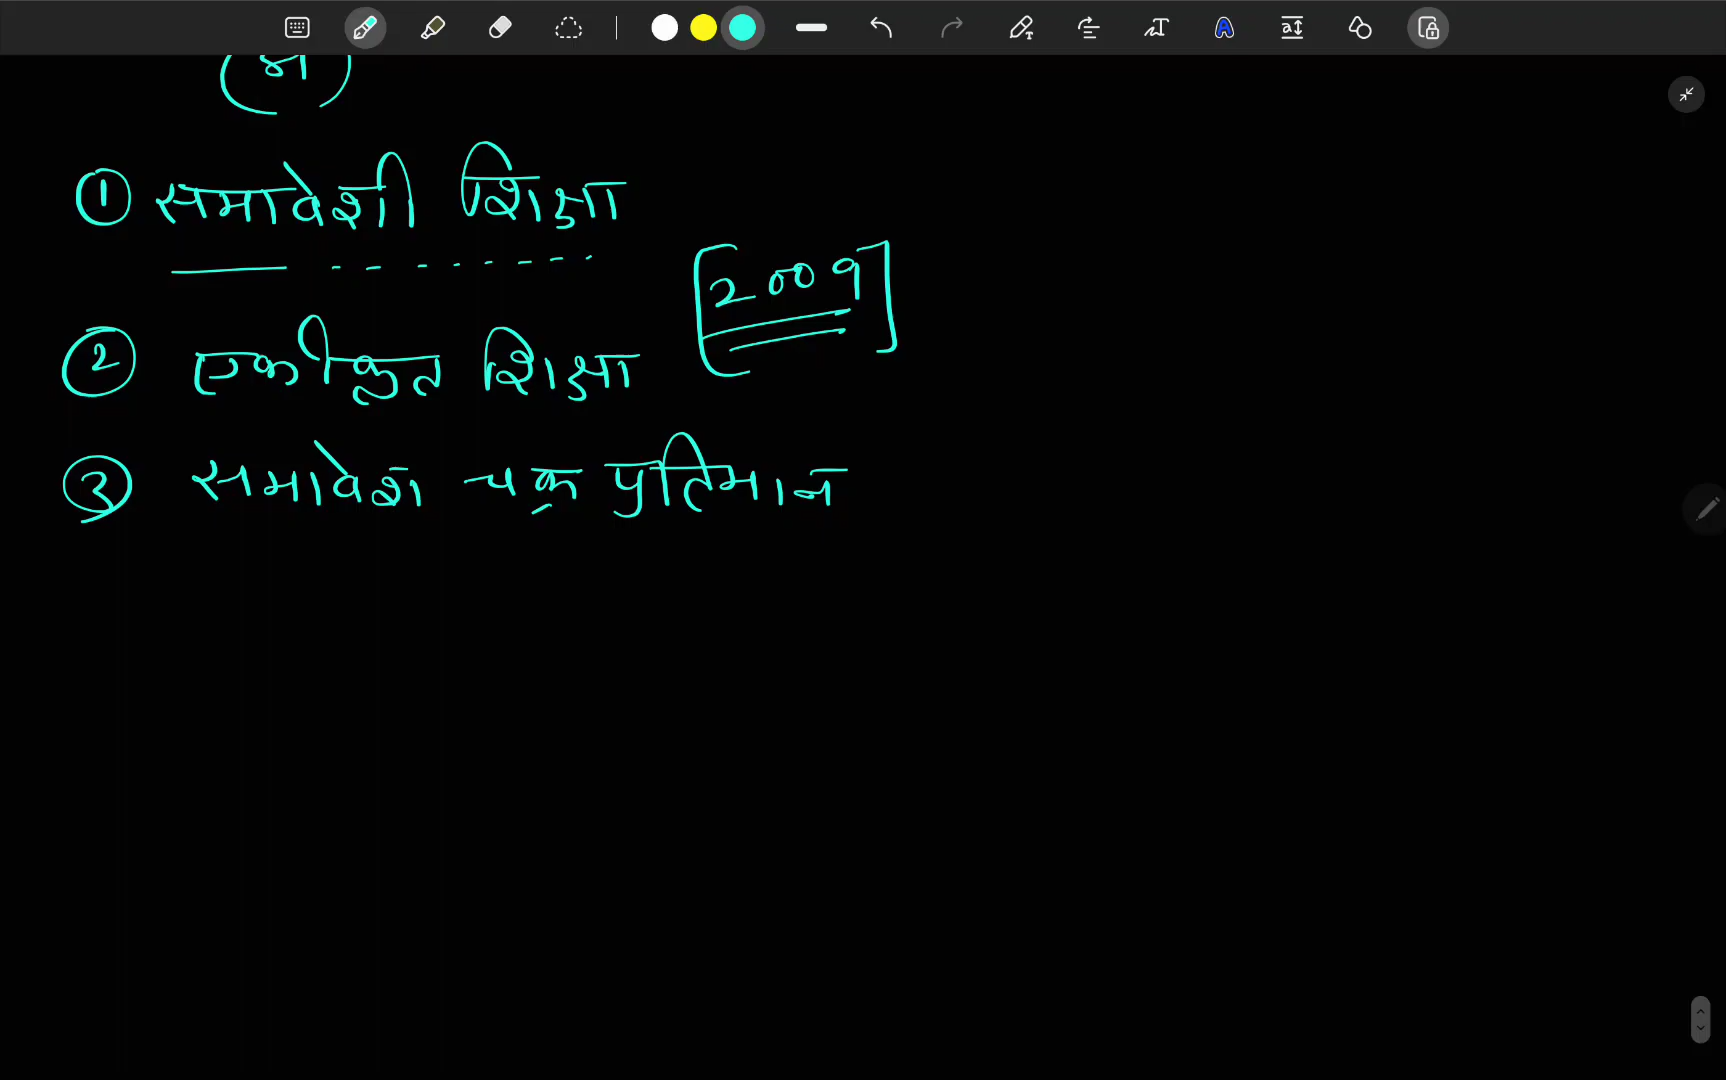 ① समावेशी शिक्षा
[2009]
② एकीकृत शिक्षा
③ समावेश चक्र प्रतिमान